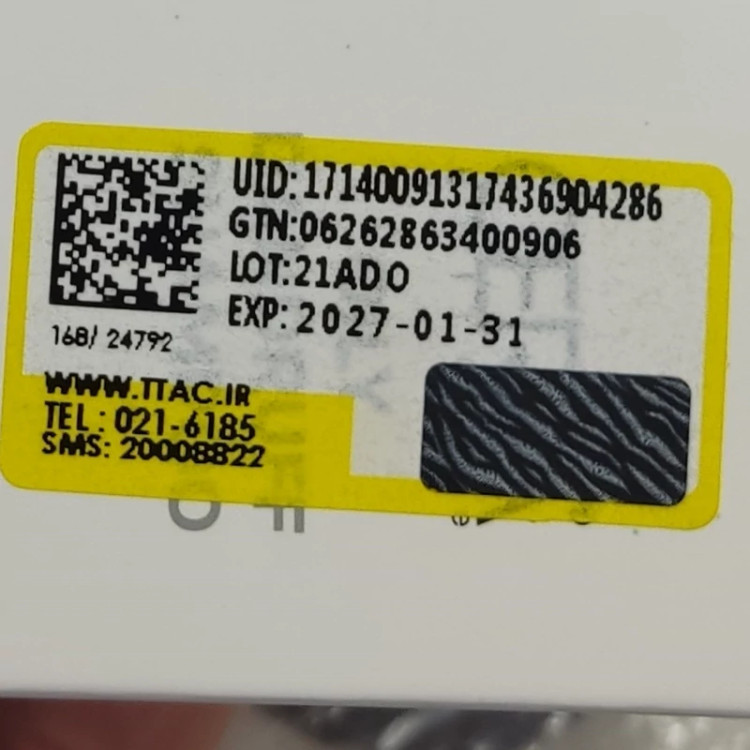 UID:17140091317436904286
GTN:06262863400906
LOT:21ADO
EXP: 2027-01-31
168/ 24792
WWW.TTAC.IR
TEL : 021-6185
SMS: 20008822